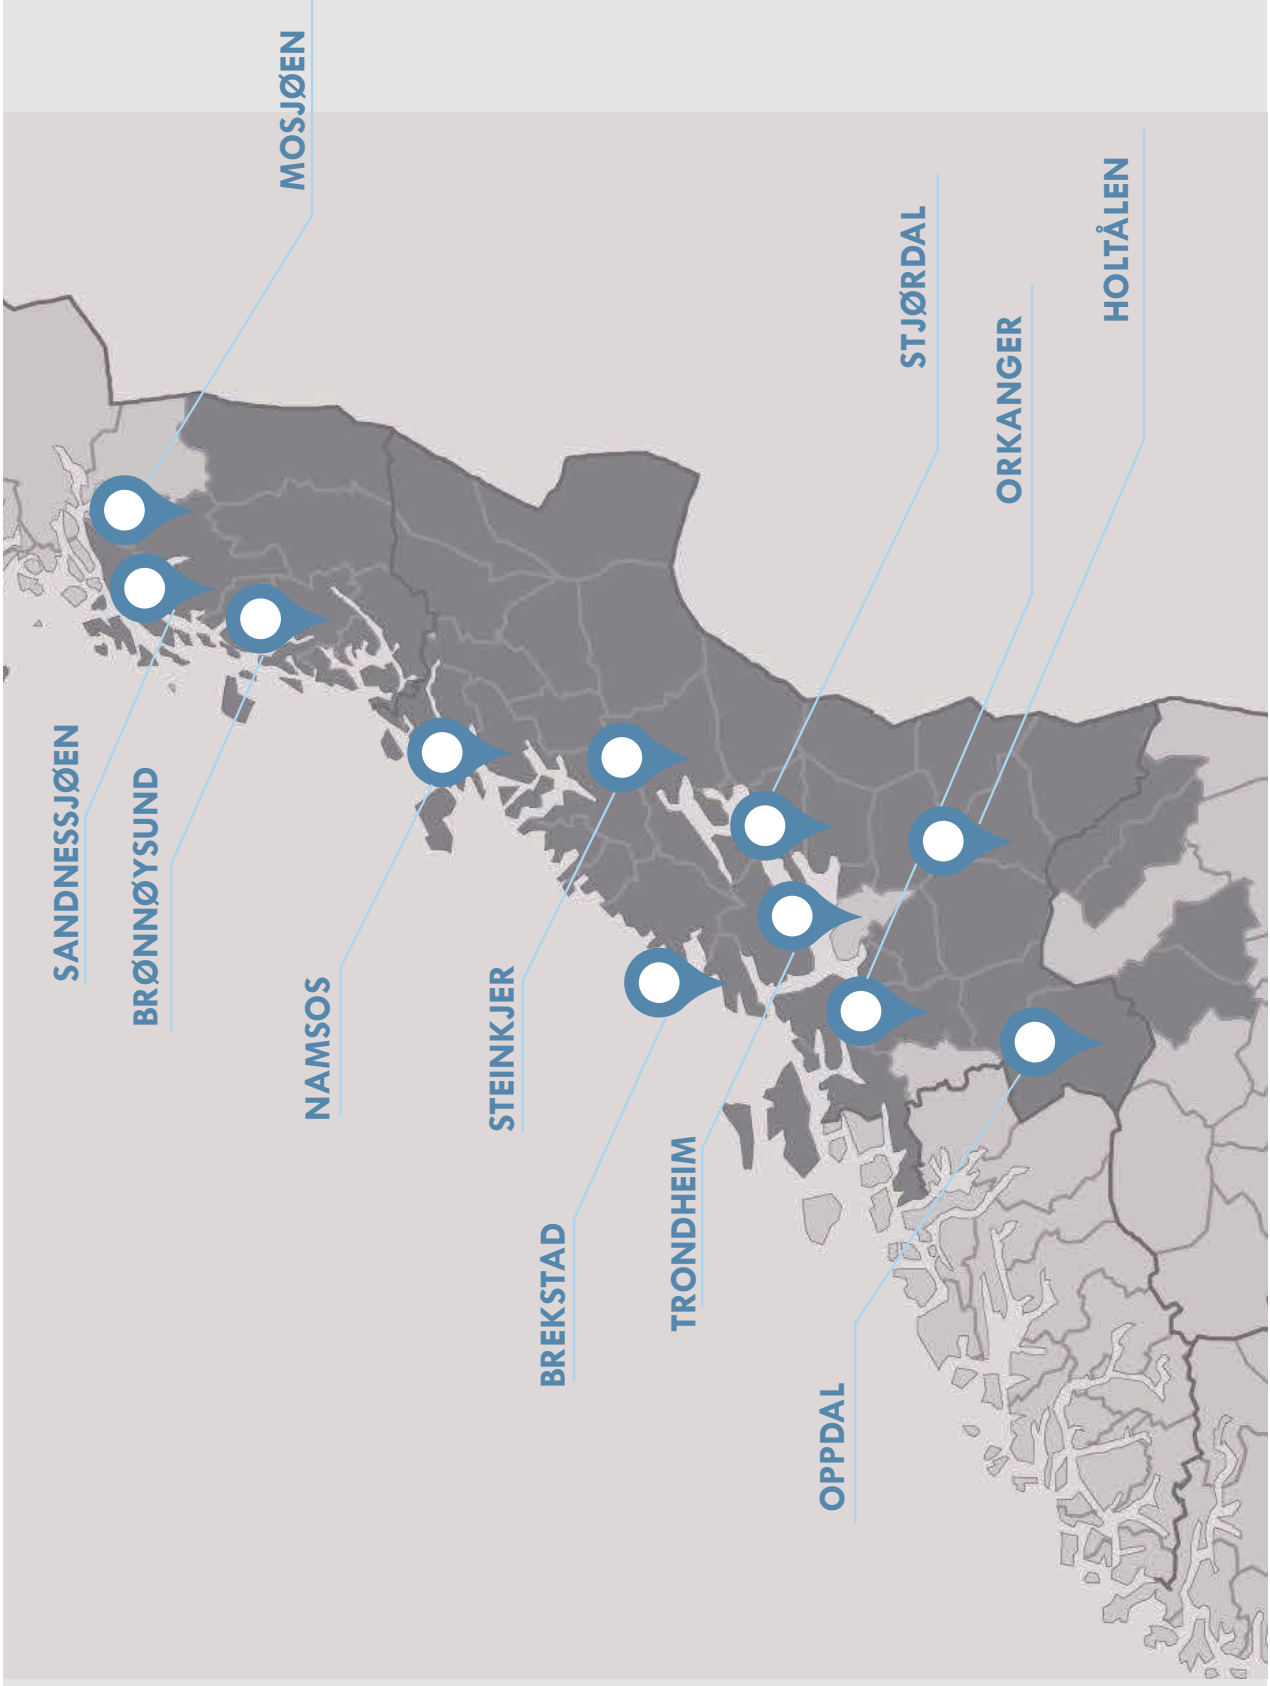 MOSJØEN
SANDNESSJØEN
BRØNNØYSUND
NAMSOS
STEINKJER
BREKSTAD
TRONDHEIM
OPPDAL
STJØRDAL
ORKANGER
HOLTÅLEN